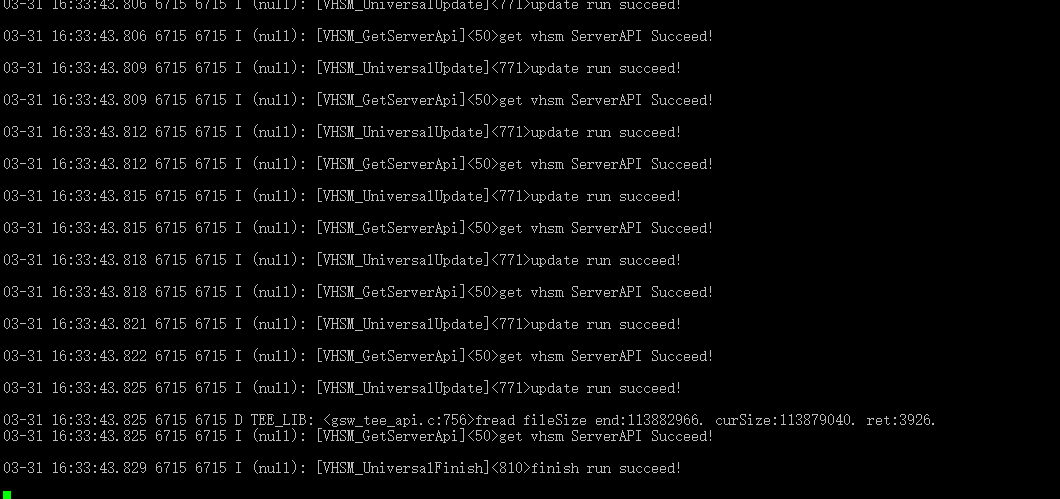 03-31 16:33:43.806 6715 6715 I (null): [VHSM_UniversalUpdate]<771>update run succeed!
03-31 16:33:43.806 6715 6715 I (null): [VHSM_GetServerApi]<50>get vhsm ServerAPI Succeed!
03-31 16:33:43.809 6715 6715 I (null): [VHSM_UniversalUpdate]<771>update run succeed!
03-31 16:33:43.809 6715 6715 I (null): [VHSM_GetServerApi]<50>get vhsm ServerAPI Succeed!
03-31 16:33:43.812 6715 6715 I (null): [VHSM_UniversalUpdate]<771>update run succeed!
03-31 16:33:43.812 6715 6715 I (null): [VHSM_GetServerApi]<50>get vhsm ServerAPI Succeed!
03-31 16:33:43.815 6715 6715 I (null): [VHSM_UniversalUpdate]<771>update run succeed!
03-31 16:33:43.815 6715 6715 I (null): [VHSM_GetServerApi]<50>get vhsm ServerAPI Succeed!
03-31 16:33:43.818 6715 6715 I (null): [VHSM_UniversalUpdate]<771>update run succeed!
03-31 16:33:43.818 6715 6715 I (null): [VHSM_GetServerApi]<50>get vhsm ServerAPI Succeed!
03-31 16:33:43.821 6715 6715 I (null): [VHSM_UniversalUpdate]<771>update run succeed!
03-31 16:33:43.822 6715 6715 I (null): [VHSM_GetServerApi]<50>get vhsm ServerAPI Succeed!
03-31 16:33:43.825 6715 6715 I (null): [VHSM_UniversalUpdate]<771>update run succeed!
03-31 16:33:43.825 6715 6715 D TEE_LIB: <gsw_tee_api.c:756>fread fileSize end:113882966. curSize:113879040. ret:3926.
03-31 16:33:43.825 6715 6715 I (null): [VHSM_GetServerApi]<50>get vhsm ServerAPI Succeed!
03-31 16:33:43.829 6715 6715 I (null): [VHSM_UniversalFinish]<810>finish run succeed!